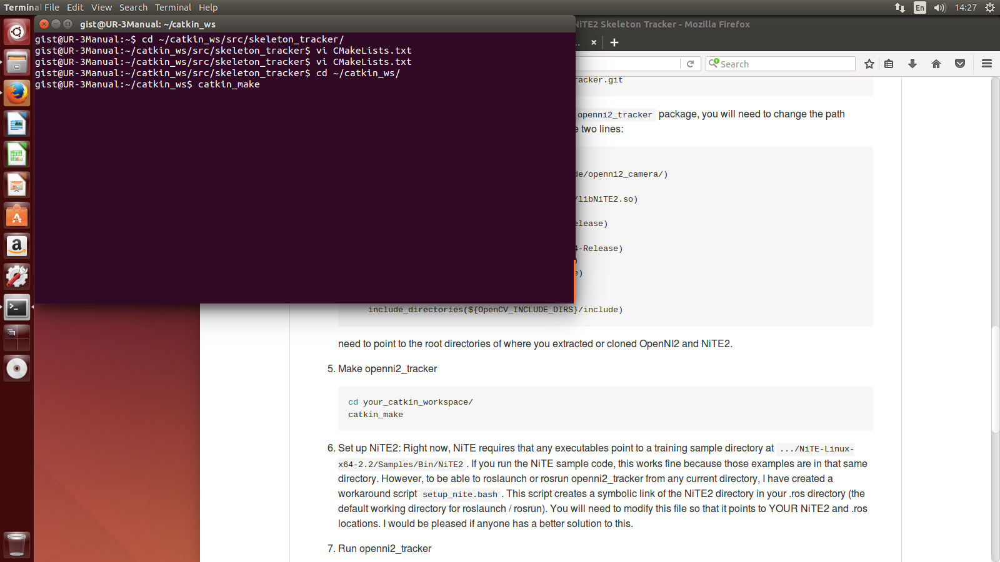 Terminal File Edit View Search Terminal Help
En 14:27
gist@UR-3Manual: ~/catkin_ws
NiTE2 Skeleton Tracker - Mozilla Firefox
gist@UR-3Manual:~$ cd ~/catkin_ws/src/skeleton_tracker/
gist@UR-3Manual:~/catkin_ws/src/skeleton_tracker$ vi CMakeLists.txt
gist@UR-3Manual:~/catkin_ws/src/skeleton_tracker$ vi CMakeLists.txt
gist@UR-3Manual:~/catkin_ws/src/skeleton_tracker$ cd ~/catkin_ws/
gist@UR-3Manual:~/catkin_ws$ catkin_make
Search
racker.git
openni2_tracker package, you will need to change the path
e two lines:
de/openni2_camera/)
/libNiTE2.so)
elease)
4-Release)
)
e)
include_directories(${OpenCV_INCLUDE_DIRS}/include)
need to point to the root directories of where you extracted or cloned OpenNI2 and NiTE2.
5. Make openni2_tracker
cd your_catkin_workspace/
catkin_make
6. Set up NiTE2: Right now, NiTE requires that any executables point to a training sample directory at .../NiTE-Linux-
x64-2.2/Samples/Bin/NiTE2 . If you run the NiTE sample code, this works fine because those examples are in that same
directory. However, to be able to roslaunch or rosrun openni2_tracker from any current directory, I have created a
workaround script setup_nite.bash . This script creates a symbolic link of the NiTE2 directory in your .ros directory (the
default working directory for roslaunch / rosrun). You will need to modify this file so that it points to YOUR NiTE2 and .ros
locations. I would be pleased if anyone has a better solution to this.
7. Run openni2_tracker